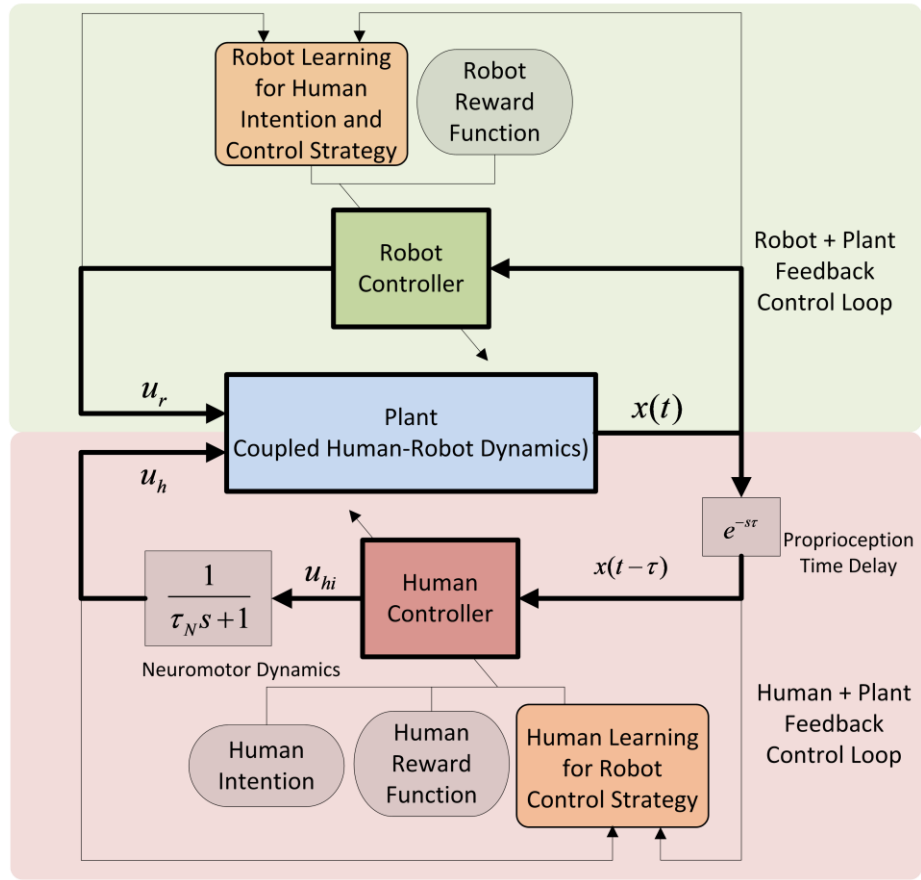 Robot Learning
for Human
Intention and
Control Strategy
Robot
Reward
Function
Robot
Controller
Robot + Plant
Feedback
Control Loop
u_r
Plant
(Coupled Human-Robot Dynamics)
x(t)
u_h
e^{-sτ}
Proprioception
Time Delay
1
τ_N s+1
u_{hi}
Human
Controller
x(t−τ)
Neuromotor Dynamics
Human
Intention
Human
Reward
Function
Human Learning
for Robot
Control Strategy
Human + Plant
Feedback
Control Loop